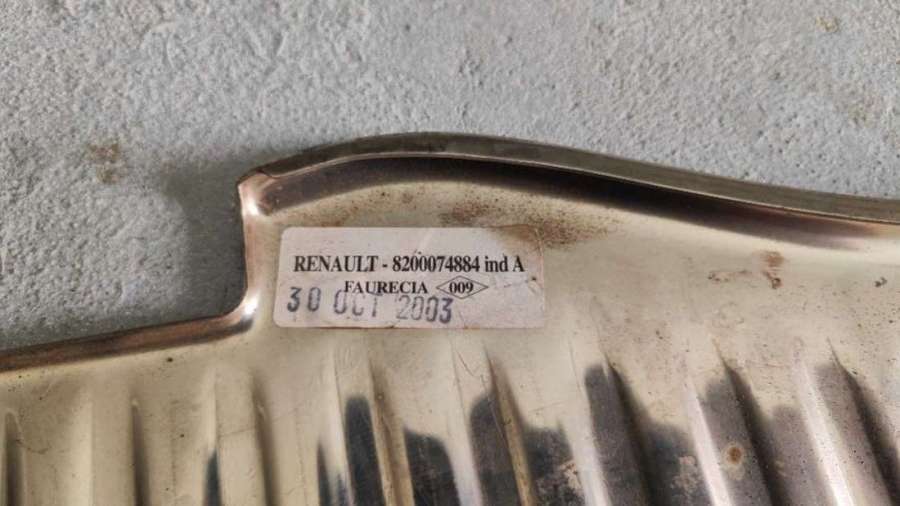 RENAULT - 8200074884 ind A
FAURECIA 009
30 OCT 2003